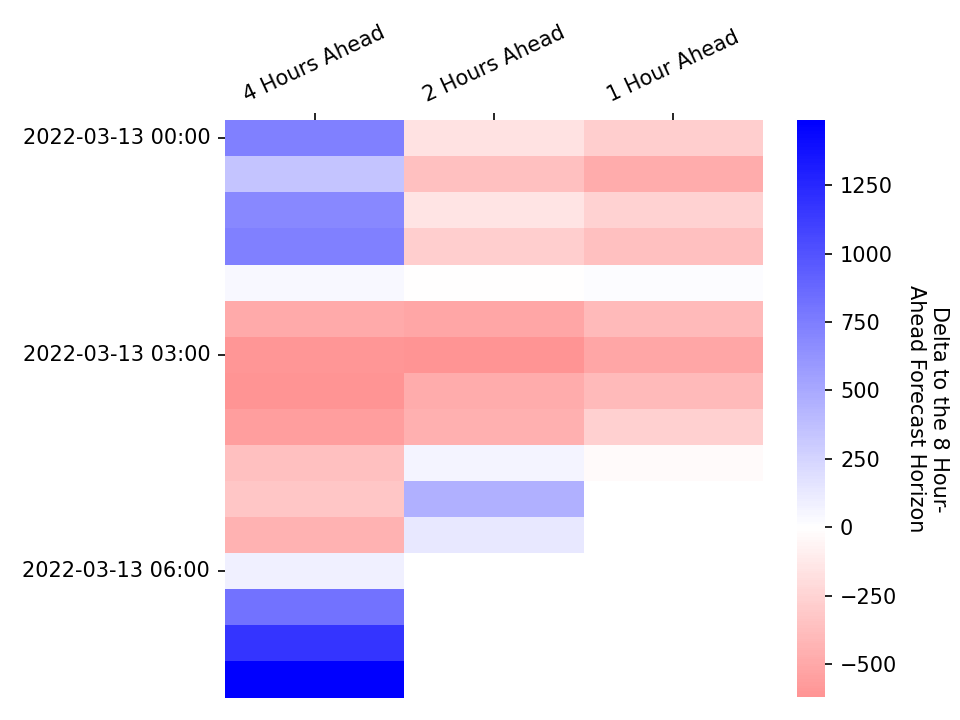 4 Hours Ahead
2 Hours Ahead
1 Hour Ahead
2022-03-13 00:00
2022-03-13 03:00
2022-03-13 06:00
1250
1000
750
500
250
0
−250
−500
Delta to the 8 Hour-
Ahead Forecast Horizon